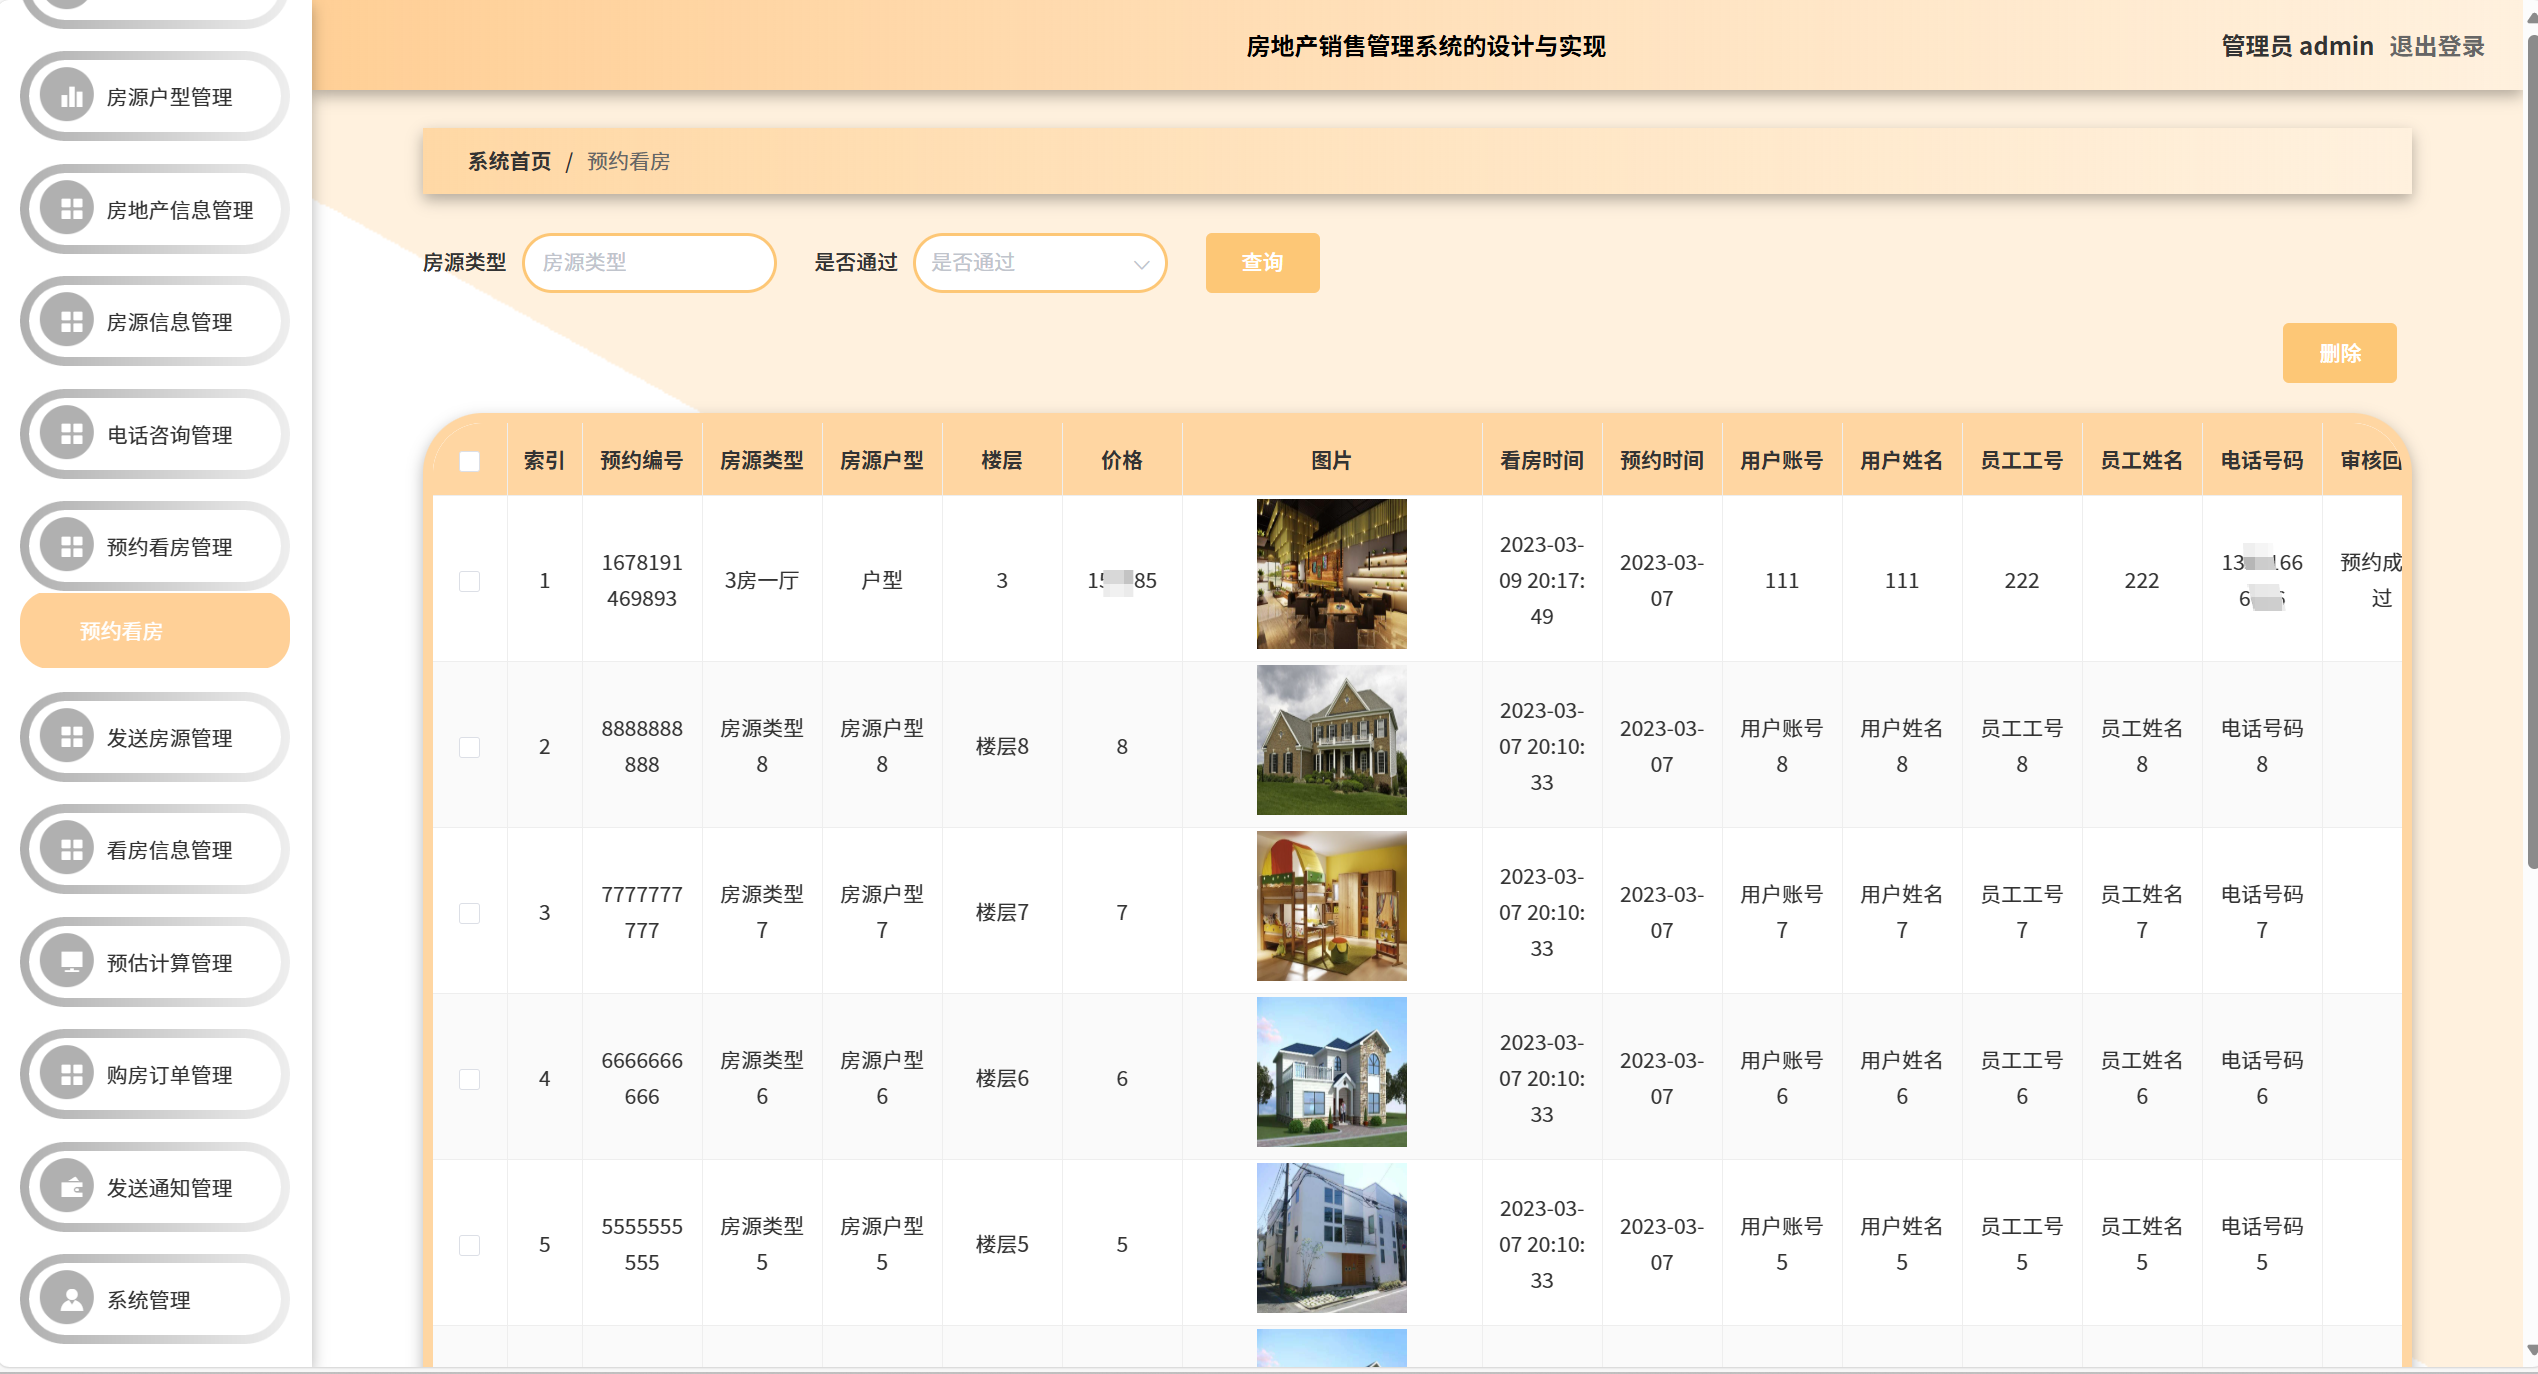 房地产销售管理系统的设计与实现
管理员 admin 退出登录
房源户型管理
房地产信息管理
房源信息管理
电话咨询管理
预约看房管理
预约看房
发送房源管理
看房信息管理
预估计算管理
购房订单管理
发送通知管理
系统管理
系统首页 / 预约看房
房源类型 房源类型 是否通过 是否通过 查询
删除
索引 预约编号 房源类型 房源户型 楼层 价格 图片 看房时间 预约时间 用户账号 用户姓名 员工工号 员工姓名 电话号码 审核回
1 1678191469893 3房一厅 户型 3 2023-03-09 20:17:49 2023-03-07 111 111 222 222 预约成过
2 8888888888 房源类型8 房源户型8 楼层8 8 2023-03-07 20:10:33 2023-03-07 用户账号8 用户姓名8 员工工号8 员工姓名8 电话号码8
3 7777777777 房源类型7 房源户型7 楼层7 7 2023-03-07 20:10:33 2023-03-07 用户账号7 用户姓名7 员工工号7 员工姓名7 电话号码7
4 6666666666 房源类型6 房源户型6 楼层6 6 2023-03-07 20:10:33 2023-03-07 用户账号6 用户姓名6 员工工号6 员工姓名6 电话号码6
5 5555555555 房源类型5 房源户型5 楼层5 5 2023-03-07 20:10:33 2023-03-07 用户账号5 用户姓名5 员工工号5 员工姓名5 电话号码5